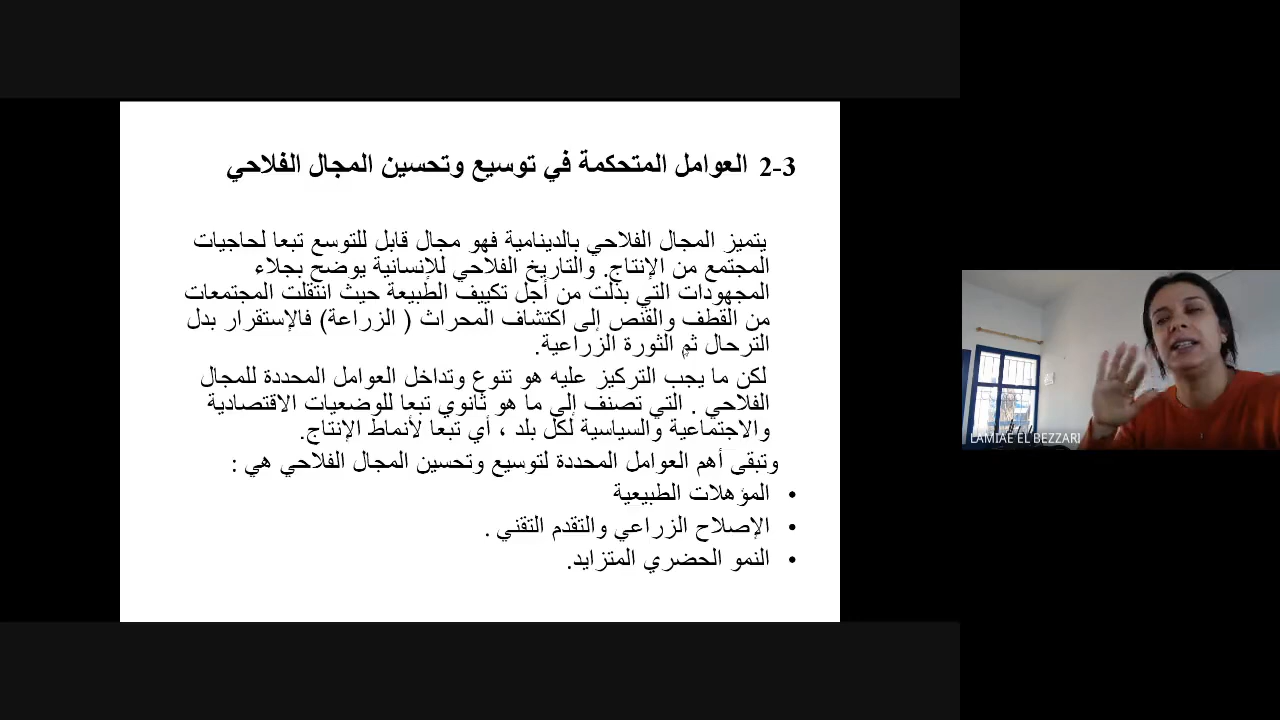 2-3 العوامل المتحكمة في توسيع وتحسين المجال الفلاحي
يتميز المجال الفلاحي بالدينامية فهو مجال قابل للتوسع تبعا لحاجيات
المجتمع من الإنتاج. والتاريخ الفلاحي للإنسانية يوضح بجلاء
المجهودات التي بذلت من أجل تكييف الطبيعة حيث انتقلت المجتمعات
من القطف والقنص إلى اكتشاف المحراث ( الزراعة) فالإستقرار بدل
الترحال ثم الثورة الزراعية.
لكن ما يجب التركيز عليه هو تنوع وتداخل العوامل المحددة للمجال
الفلاحي . التي تصنف إلى ما هو ثانوي تبعا للوضعيات الاقتصادية
والاجتماعية والسياسية لكل بلد ، أي تبعا لأنماط الإنتاج.
وتبقى أهم العوامل المحددة لتوسيع وتحسين المجال الفلاحي هي :
• المؤهلات الطبيعية
• الإصلاح الزراعي والتقدم التقني .
• النمو الحضري المتزايد.
LAMIAE EL BEZZARI